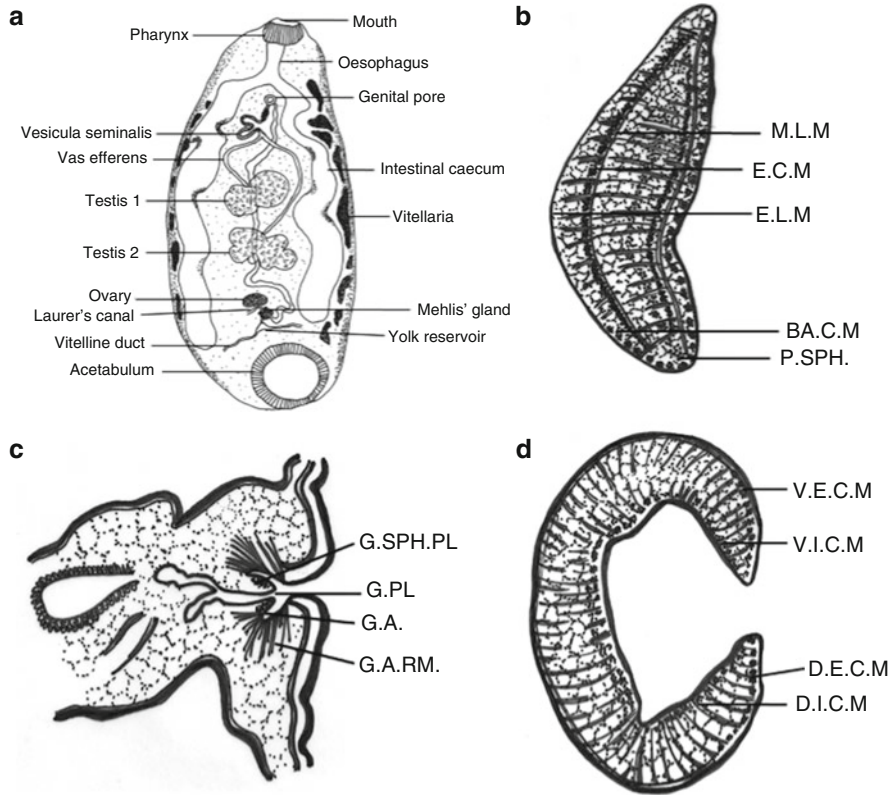 a
Mouth
Pharynx
Oesophagus
Genital pore
Vesicula seminalis
Vas efferens
Intestinal caecum
Testis 1
Vitellaria
Testis 2
Ovary
Laurer's canal
Mehlis' gland
Vitelline duct
Yolk reservoir
Acetabulum
b
M.L.M
E.C.M
E.L.M
BA.C.M
P.SPH.
c
G.SPH.PL
G.PL
G.A.
G.A.RM.
d
V.E.C.M
V.I.C.M
D.E.C.M
D.I.C.M